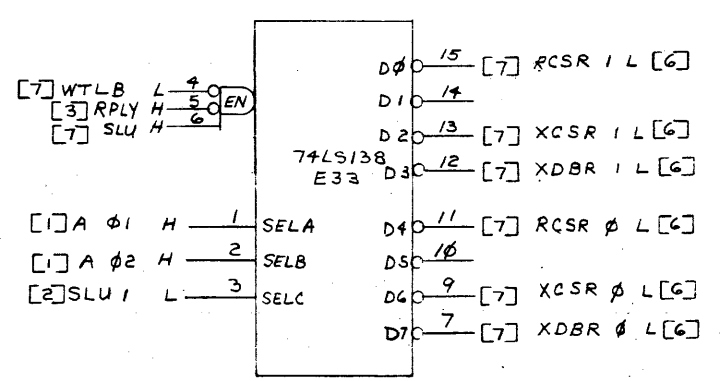 DØ 15 [7] RCSR 1 L [6]
[7] WTLB L 4
[3] RPLY H 5 EN
[7] SLU H 6
D1 14
D2 13 [7] XCSR 1 L [6]
74LS138
E33
D3 12 [7] XDBR 1 L [6]
[1] A Ø1 H 1 SELA
D4 11 [7] RCSR Ø L [6]
[1] A Ø2 H 2 SELB
D5 1Ø
[2] SLU 1 L 3 SELC
D6 9 [7] XCSR Ø L [6]
D7 7 [7] XDBR Ø L [6]